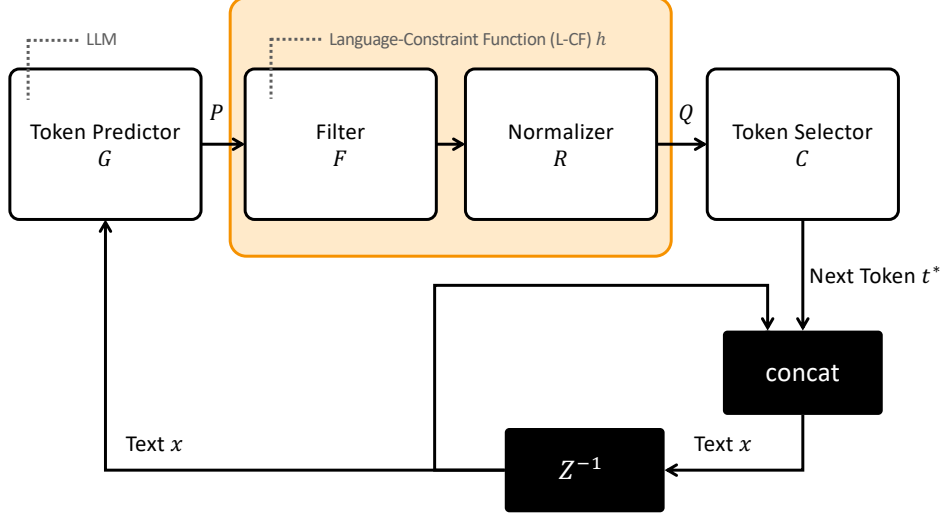 LLM
Language-Constraint Function (L-CF) h
Token Predictor
G
P
Filter
F
Normalizer
R
Q
Token Selector
C
Next Token t*
concat
Text x
Text x
Z⁻¹